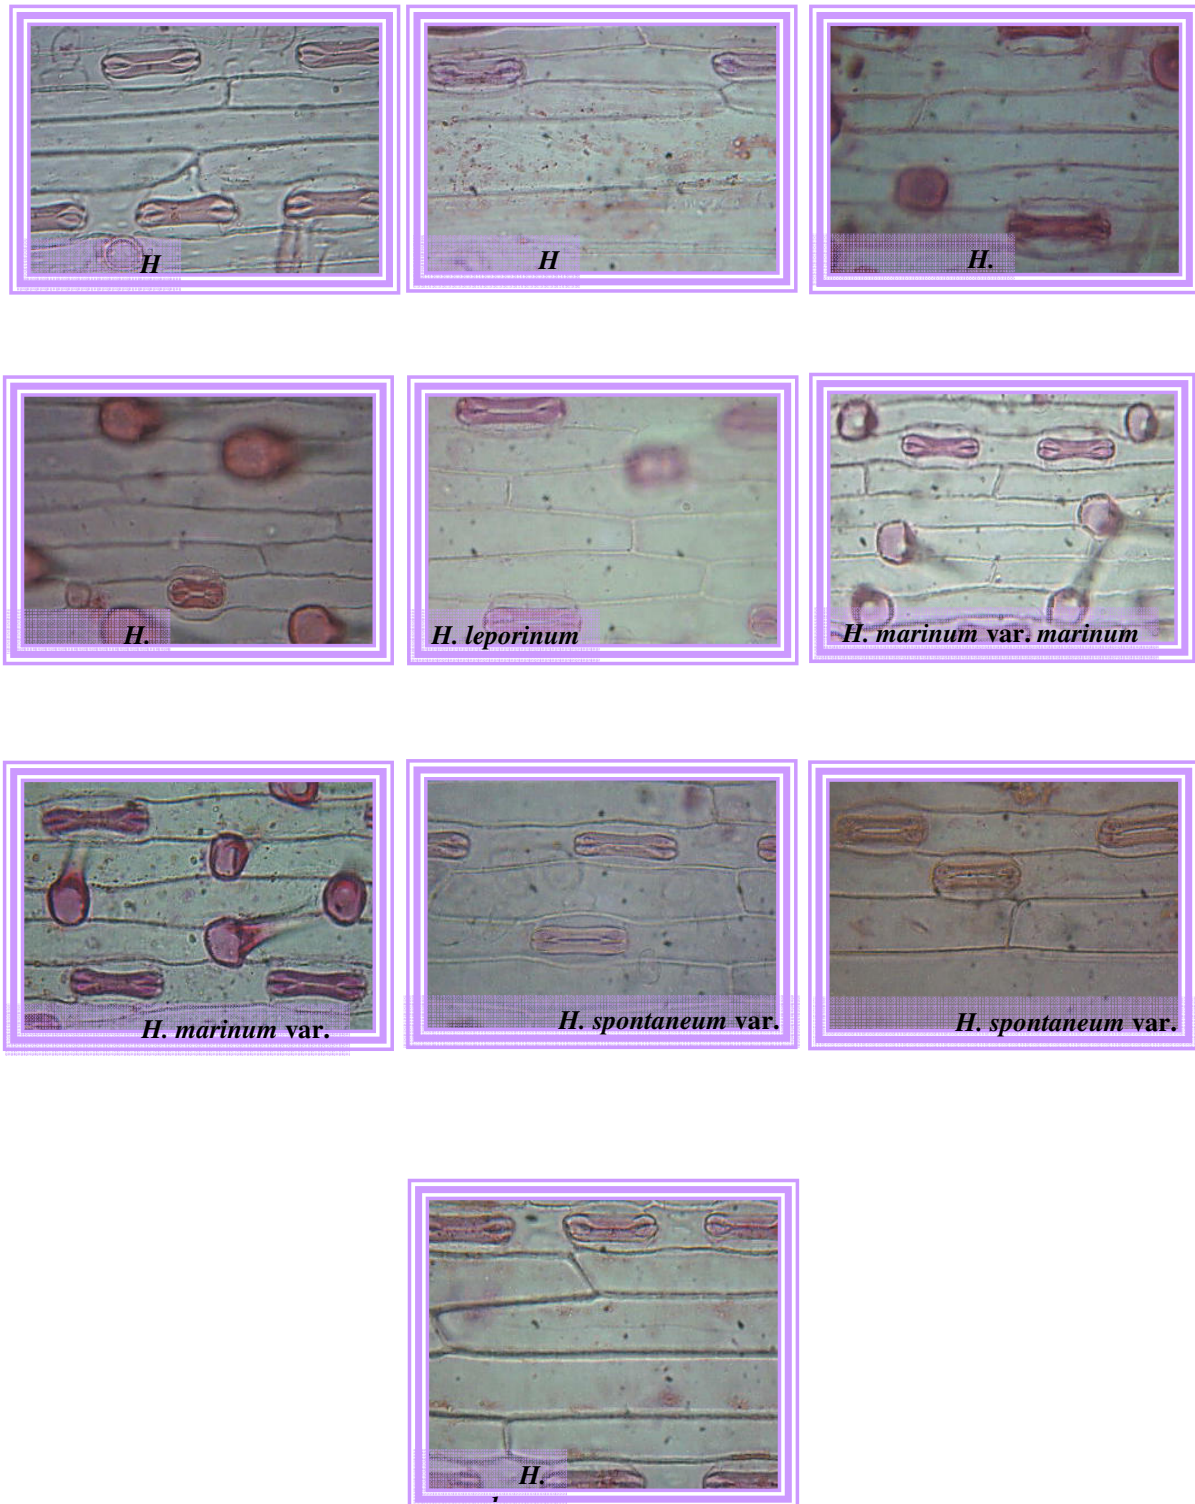 H
H
H.
H.
H. leporinum
H. marinum var. marinum
H. marinum var.
H. spontaneum var.
H. spontaneum var.
H.